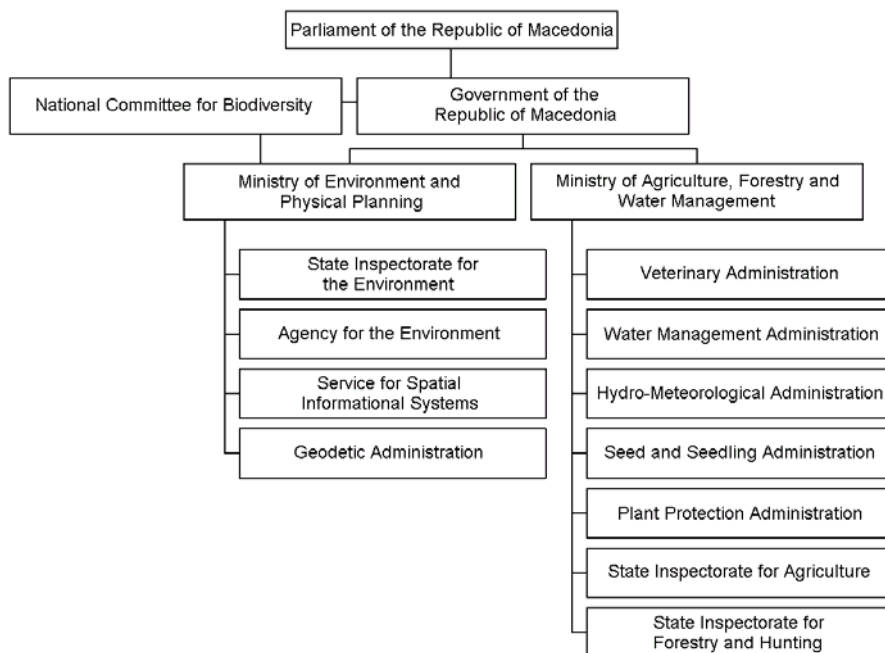 Parliament of the Republic of Macedonia
National Committee for Biodiversity
Government of the
Republic of Macedonia
Ministry of Environment and
Physical Planning
Ministry of Agriculture, Forestry and
Water Management
State Inspectorate for
the Environment
Agency for the Environment
Service for Spatial
Informational Systems
Geodetic Administration
Veterinary Administration
Water Management Administration
Hydro-Meteorological Administration
Seed and Seedling Administration
Plant Protection Administration
State Inspectorate for Agriculture
State Inspectorate for
Forestry and Hunting